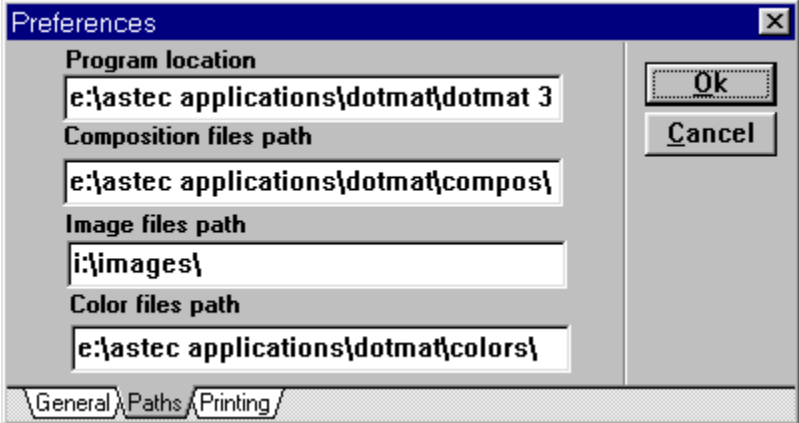 Preferences
Program location
e:\astec applications\dotmat\dotmat 3
Ok
Composition files path
Cancel
e:\astec applications\dotmat\compos\
Image files path
i:\images\
Color files path
e:\astec applications\dotmat\colors\
General Paths Printing